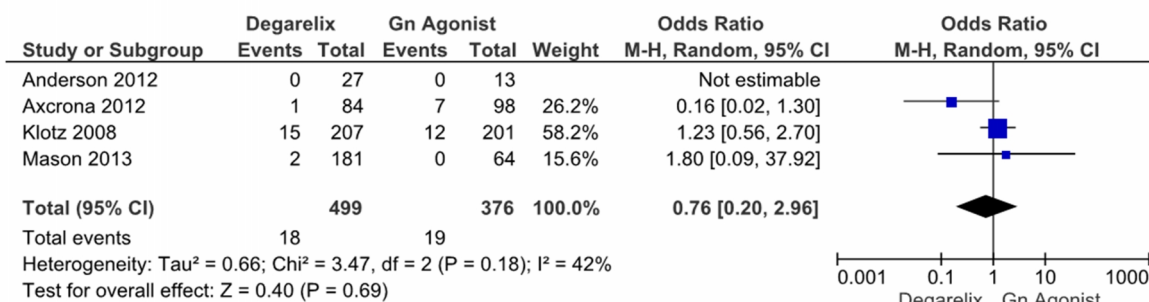 Degarelix Gn Agonist Odds Ratio Odds Ratio
Study or Subgroup Events Total Events Total Weight M-H, Random, 95% CI M-H, Random, 95% CI
Anderson 2012 0 27 0 13 Not estimable
Axcrona 2012 1 84 7 98 26.2% 0.16 [0.02, 1.30]
Klotz 2008 15 207 12 201 58.2% 1.23 [0.56, 2.70]
Mason 2013 2 181 0 64 15.6% 1.80 [0.09, 37.92]
Total (95% CI) 499 376 100.0% 0.76 [0.20, 2.96]
Total events 18 19
Heterogeneity: Tau² = 0.66; Chi² = 3.47, df = 2 (P = 0.18); I² = 42%
Test for overall effect: Z = 0.40 (P = 0.69)
0.001 0.1 1 10 1000
Degarelix Gn Agonist